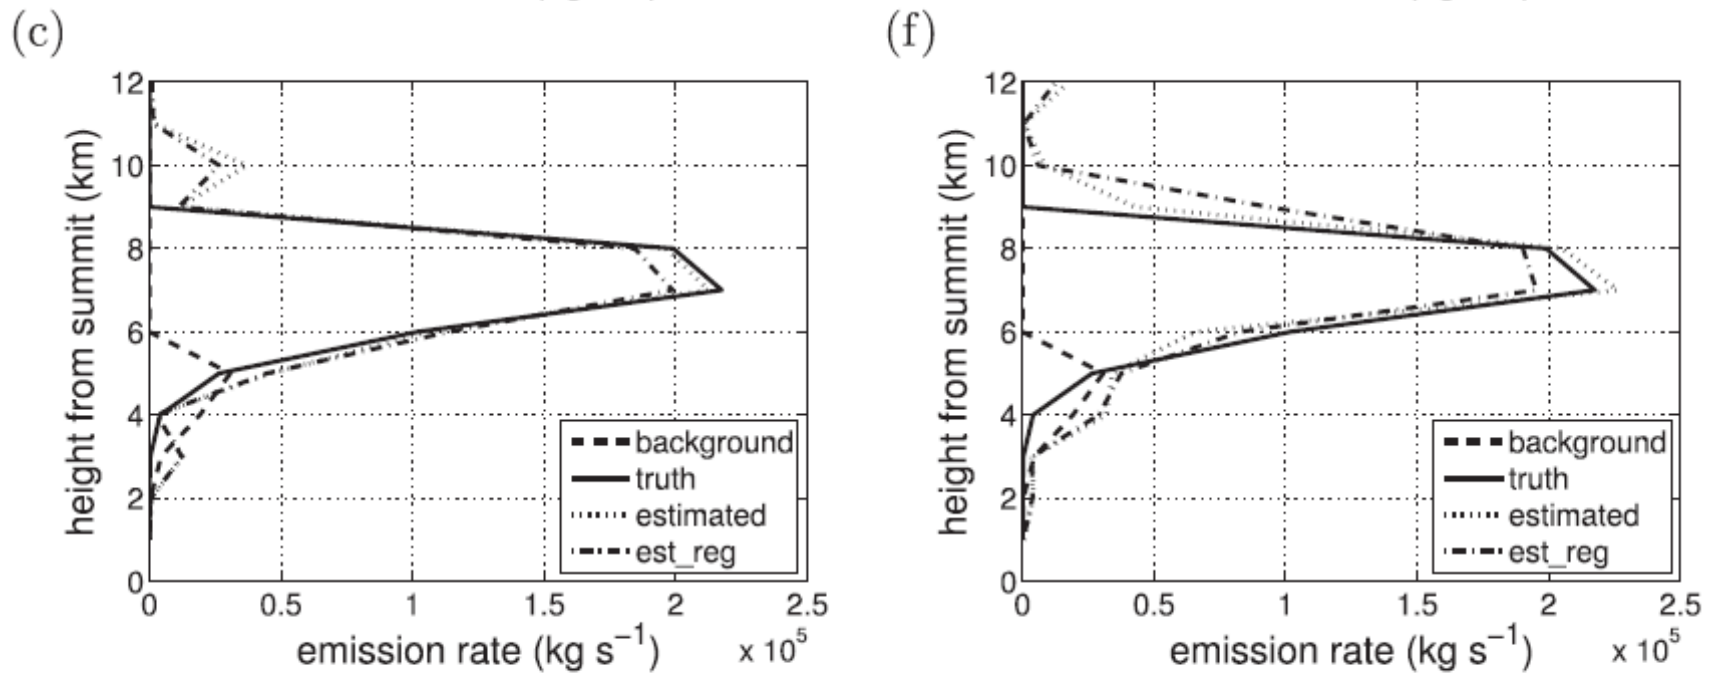 (c)
height from summit (km)
12
10
8
6
4
2
0
0 0.5 1 1.5 2 2.5
emission rate (kg s⁻¹) x 10⁵
background
truth
estimated
est_reg
(f)
height from summit (km)
12
10
8
6
4
2
0
0 0.5 1 1.5 2 2.5
emission rate (kg s⁻¹) x 10⁵
background
truth
estimated
est_reg